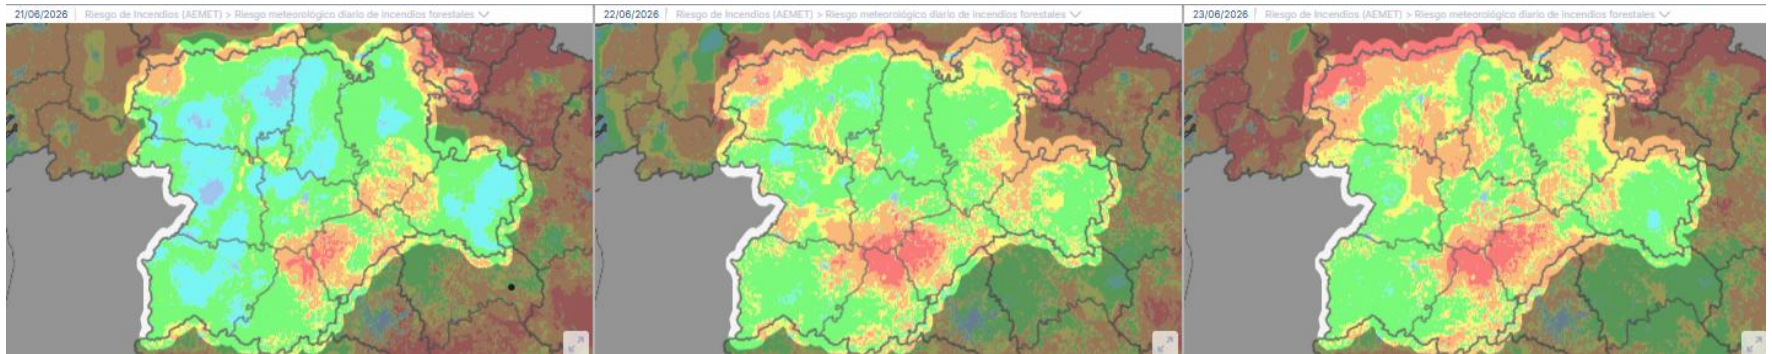 21/06/2026 Riesgo de Incendios (AEMET) > Riesgo meteorológico diario de incendios forestales
22/06/2026 Riesgo de Incendios (AEMET) > Riesgo meteorológico diario de incendios forestales
23/06/2026 Riesgo de Incendios (AEMET) > Riesgo meteorológico diario de incendios forestales